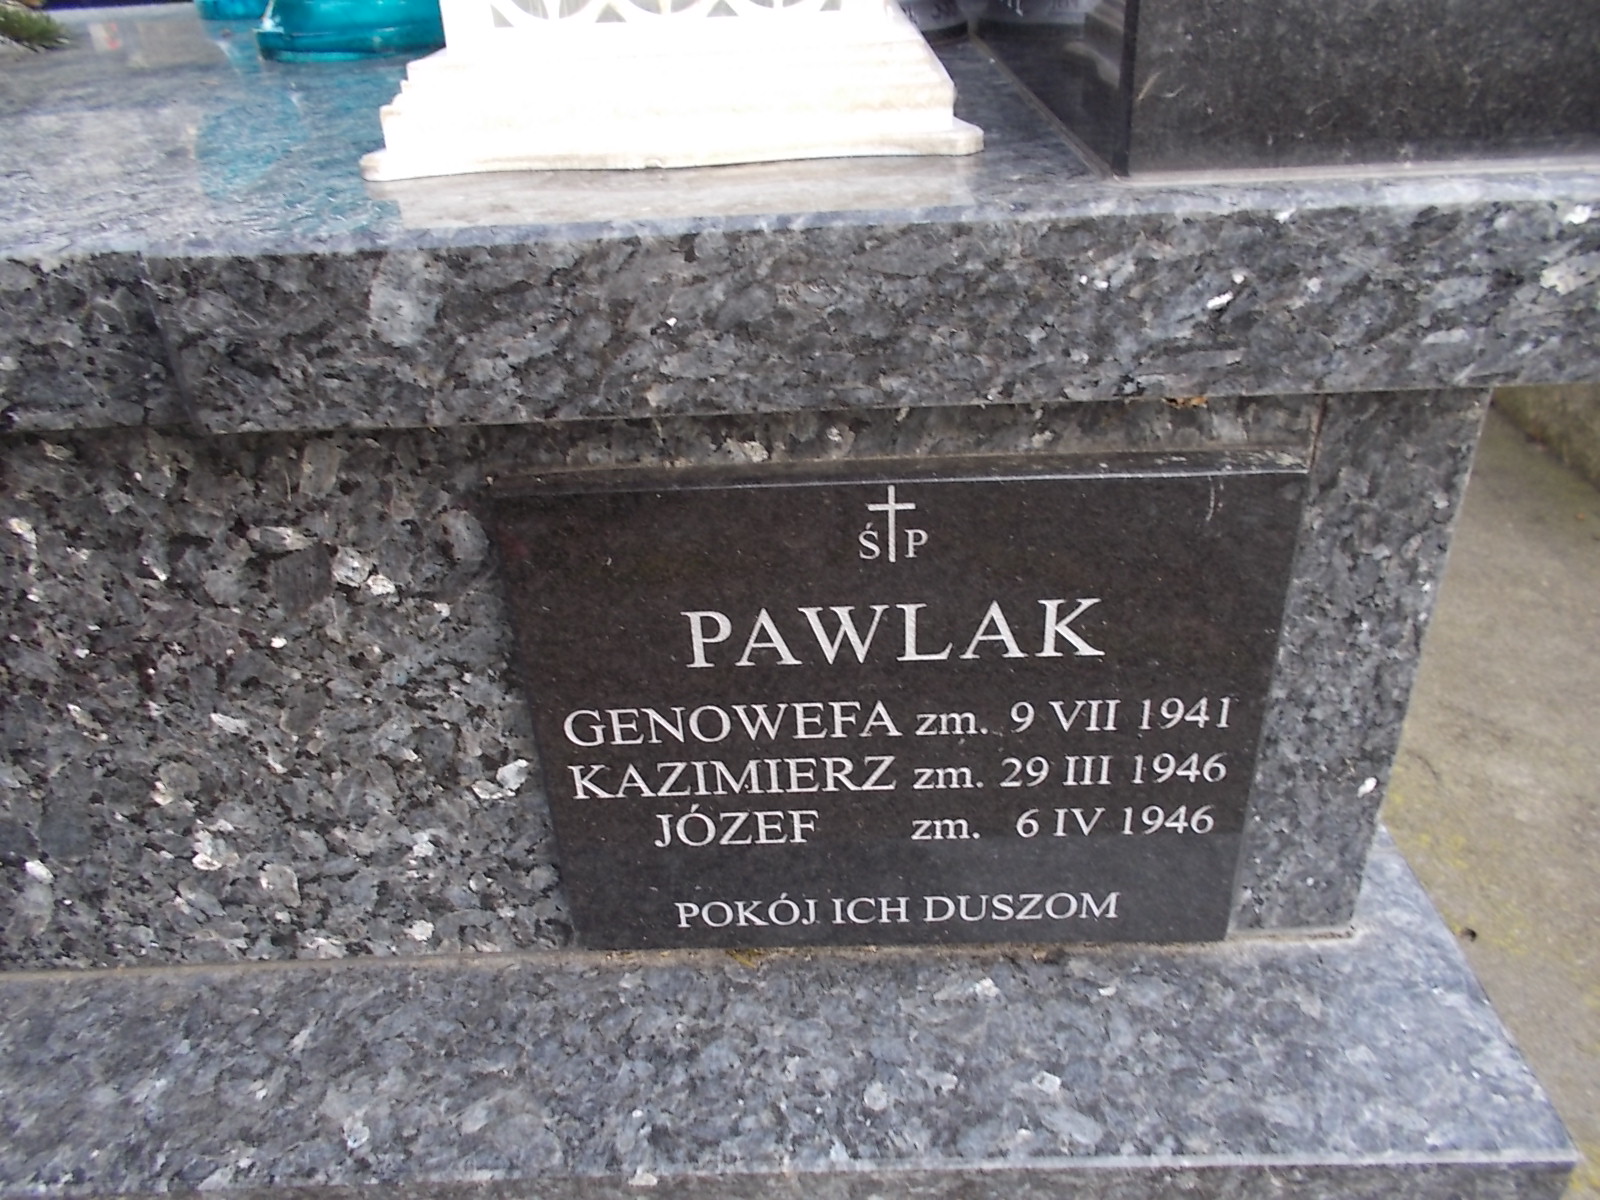 Ś P
PAWLAK
GENOWEFA zm. 9 VII 1941
KAZIMIERZ zm. 29 III 1946
JÓZEF zm. 6 IV 1946
POKÓJ ICH DUSZOM